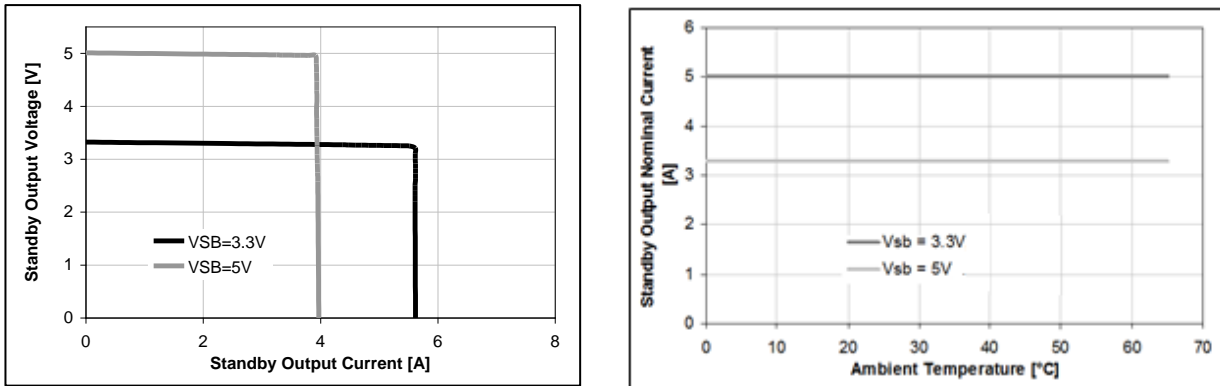 Standby Output Voltage [V]
5
4
3
2
1
0
VSB=3.3V
VSB=5V
0 2 4 6 8
Standby Output Current [A]
Standby Output Nominal Current
[A]
6
5
4
3
2
1
0
Vsb = 3.3V
Vsb = 5V
0 10 20 30 40 50 60 70
Ambient Temperature [°C]